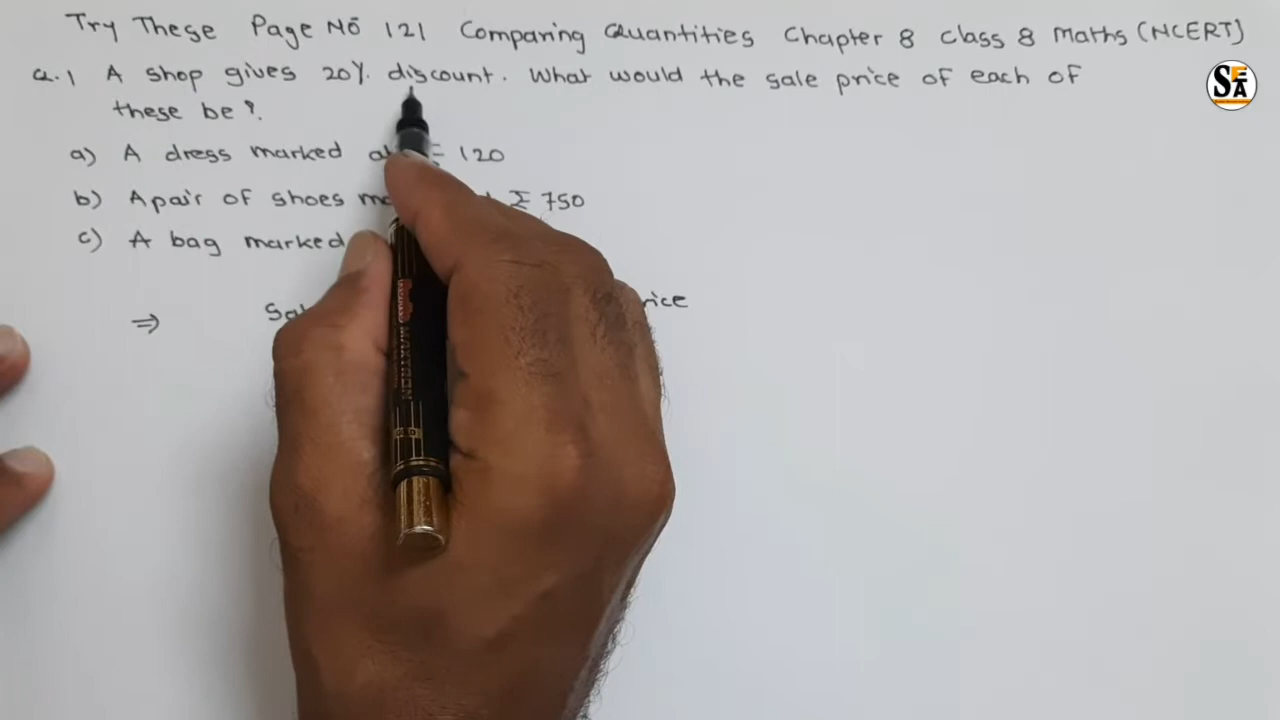 Try These Page No 121 Comparing Quantities Chapter 8 class 8 Maths (NCERT)
Q.1 A shop gives 20% discount. What would the sale price of each of
these be?
a) A dress marked at ₹ 120
b) A pair of shoes ₹ 750
c) A bag marked
⇒
SFA